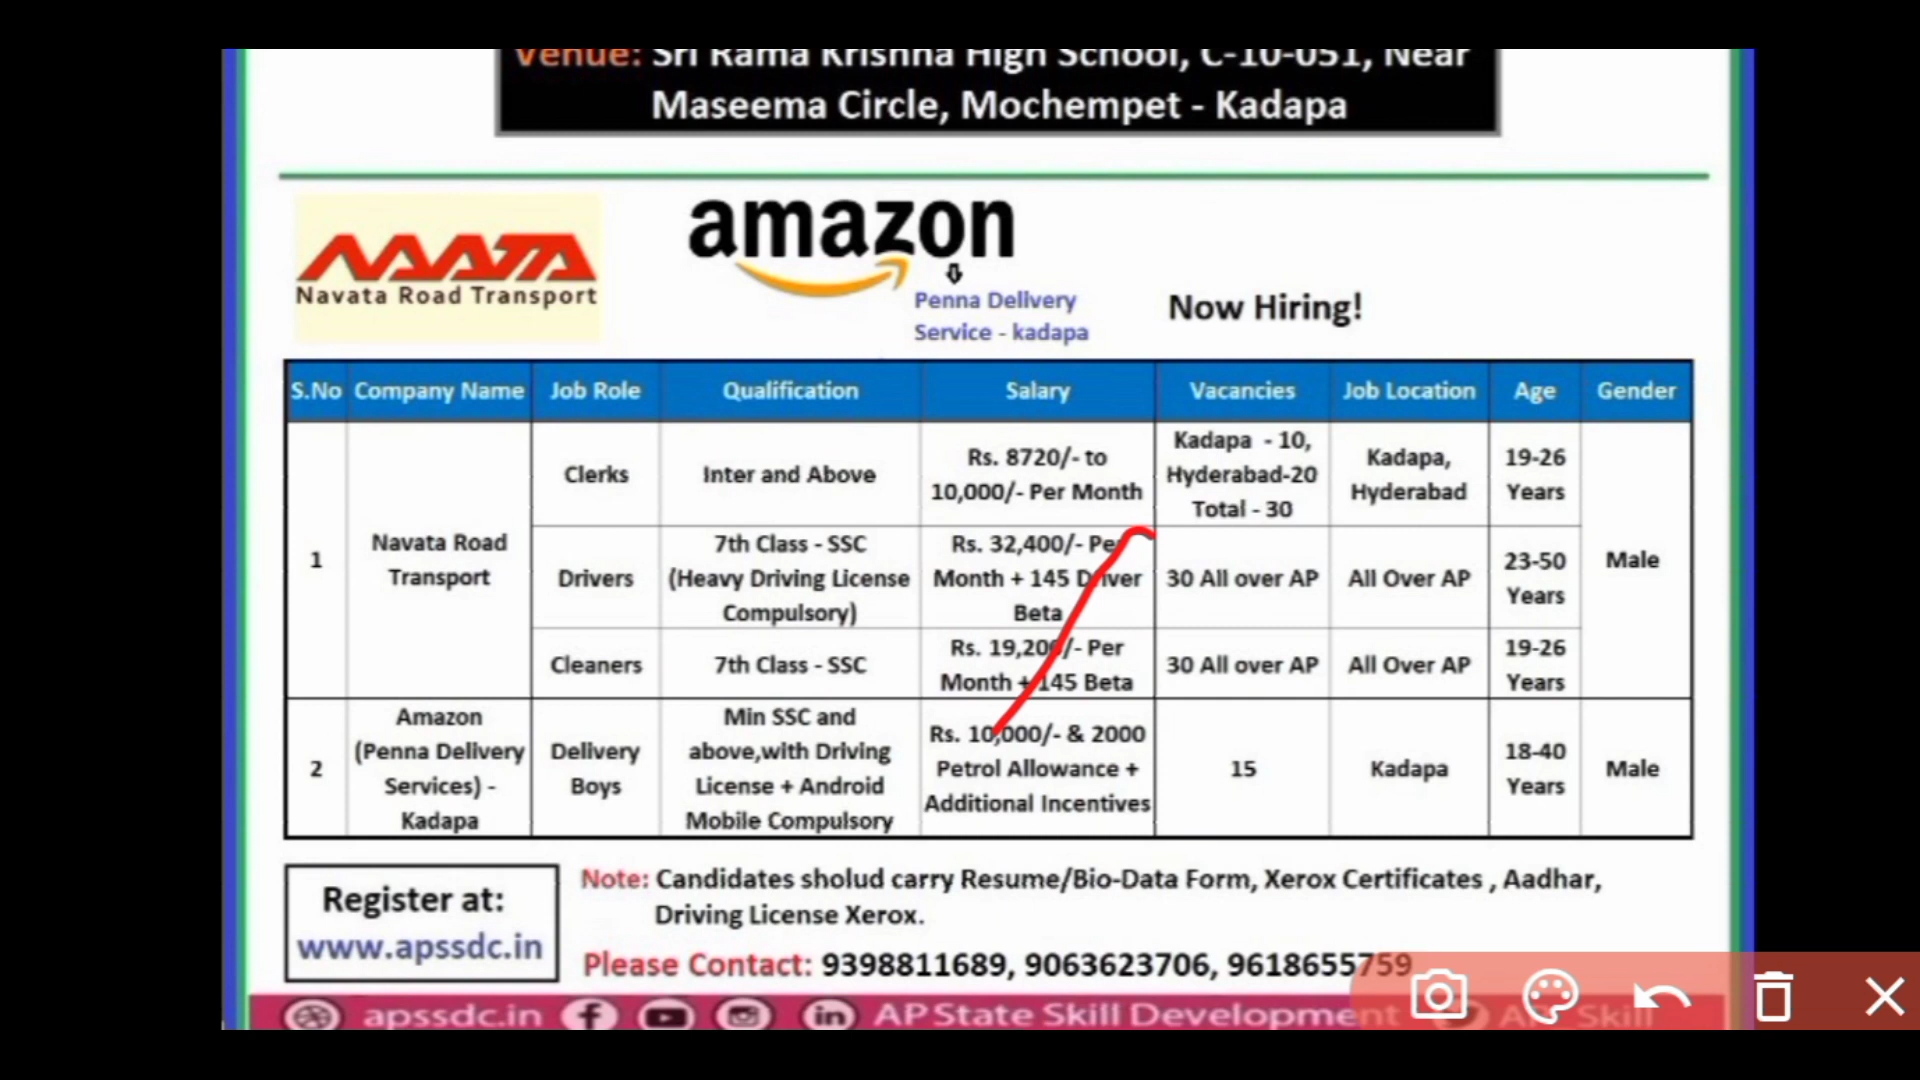 Venue: Sri Rama Krishna High School, C-10-051, Near
Maseema Circle, Mochempet - Kadapa
Navata Road Transport
amazon
Penna Delivery
Service - kadapa
Now Hiring!
S.No Company Name Job Role Qualification Salary Vacancies Job Location Age Gender
1
Navata Road
Transport
Clerks
Inter and Above
Rs. 8720/- to
10,000/- Per Month
Kadapa - 10,
Hyderabad-20
Total - 30
Kadapa,
Hyderabad
19-26
Years
Male
Drivers
7th Class - SSC
(Heavy Driving License
Compulsory)
Rs. 32,400/- Per
Month + 145 Driver
Beta
30 All over AP
All Over AP
23-50
Years
Cleaners
7th Class - SSC
Rs. 19,200/- Per
Month + 145 Beta
30 All over AP
All Over AP
19-26
Years
2
Amazon
(Penna Delivery
Services) -
Kadapa
Delivery
Boys
Min SSC and
above,with Driving
License + Android
Mobile Compulsory
Rs. 10,000/- & 2000
Petrol Allowance +
Additional Incentives
15
Kadapa
18-40
Years
Male
Register at:
www.apssdc.in
Note: Candidates sholud carry Resume/Bio-Data Form, Xerox Certificates , Aadhar,
Driving License Xerox.
Please Contact: 9398811689, 9063623706, 9618655759
apssdc.in AP State Skill Development AP Skill